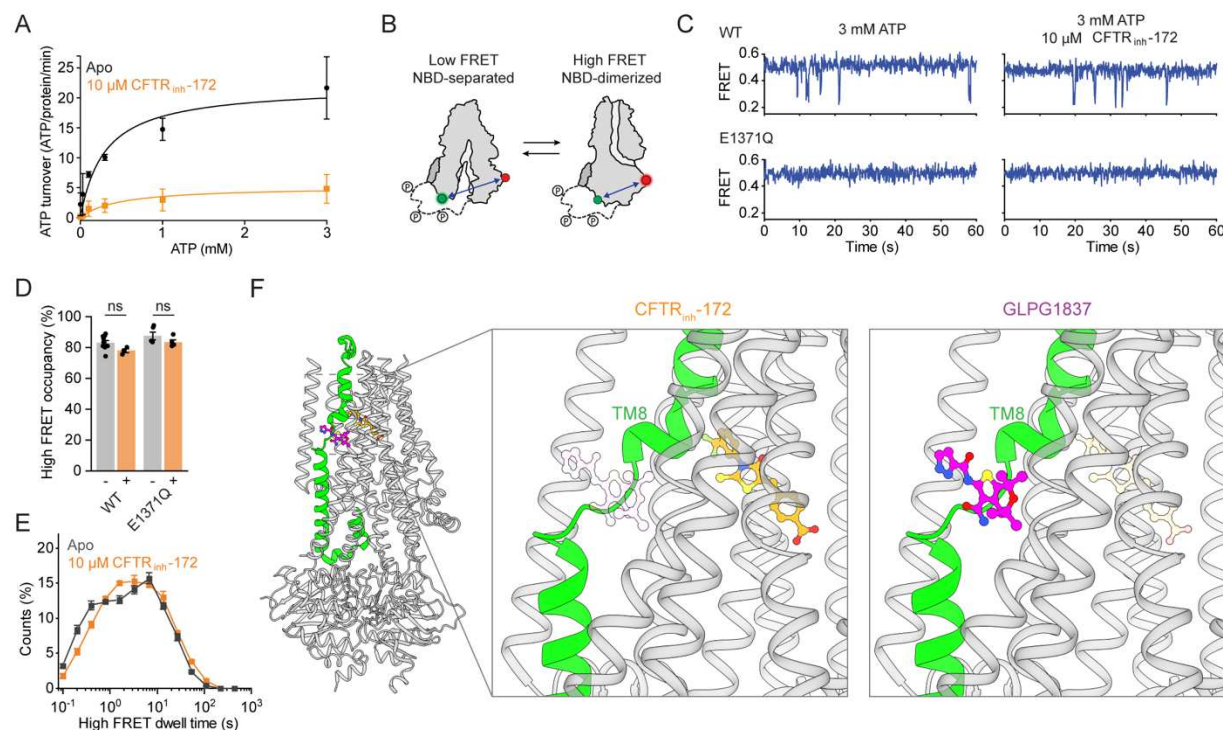 A
Apo
10 µM CFTRinh-172
ATP turnover (ATP/protein/min)
25
20
15
10
5
0
0
1
2
3
ATP (mM)
B
Low FRET
NBD-separated
High FRET
NBD-dimerized
P
P
P
P
P
P
C
WT
3 mM ATP
3 mM ATP
10 µM CFTRinh-172
FRET
0.6
0.4
0.2
E1371Q
FRET
0.6
0.4
0.2
0 10 20 30 40 50 60
0 10 20 30 40 50 60
Time (s)
Time (s)
D
ns
ns
High FRET occupancy (%)
100
80
60
40
20
0
- + - +
WT
E1371Q
E
Apo
10 µM CFTRinh-172
Counts (%)
20
15
10
5
0
10-1 100 101 102 103
High FRET dwell time (s)
F
CFTRinh-172
TM8
GLPG1837
TM8